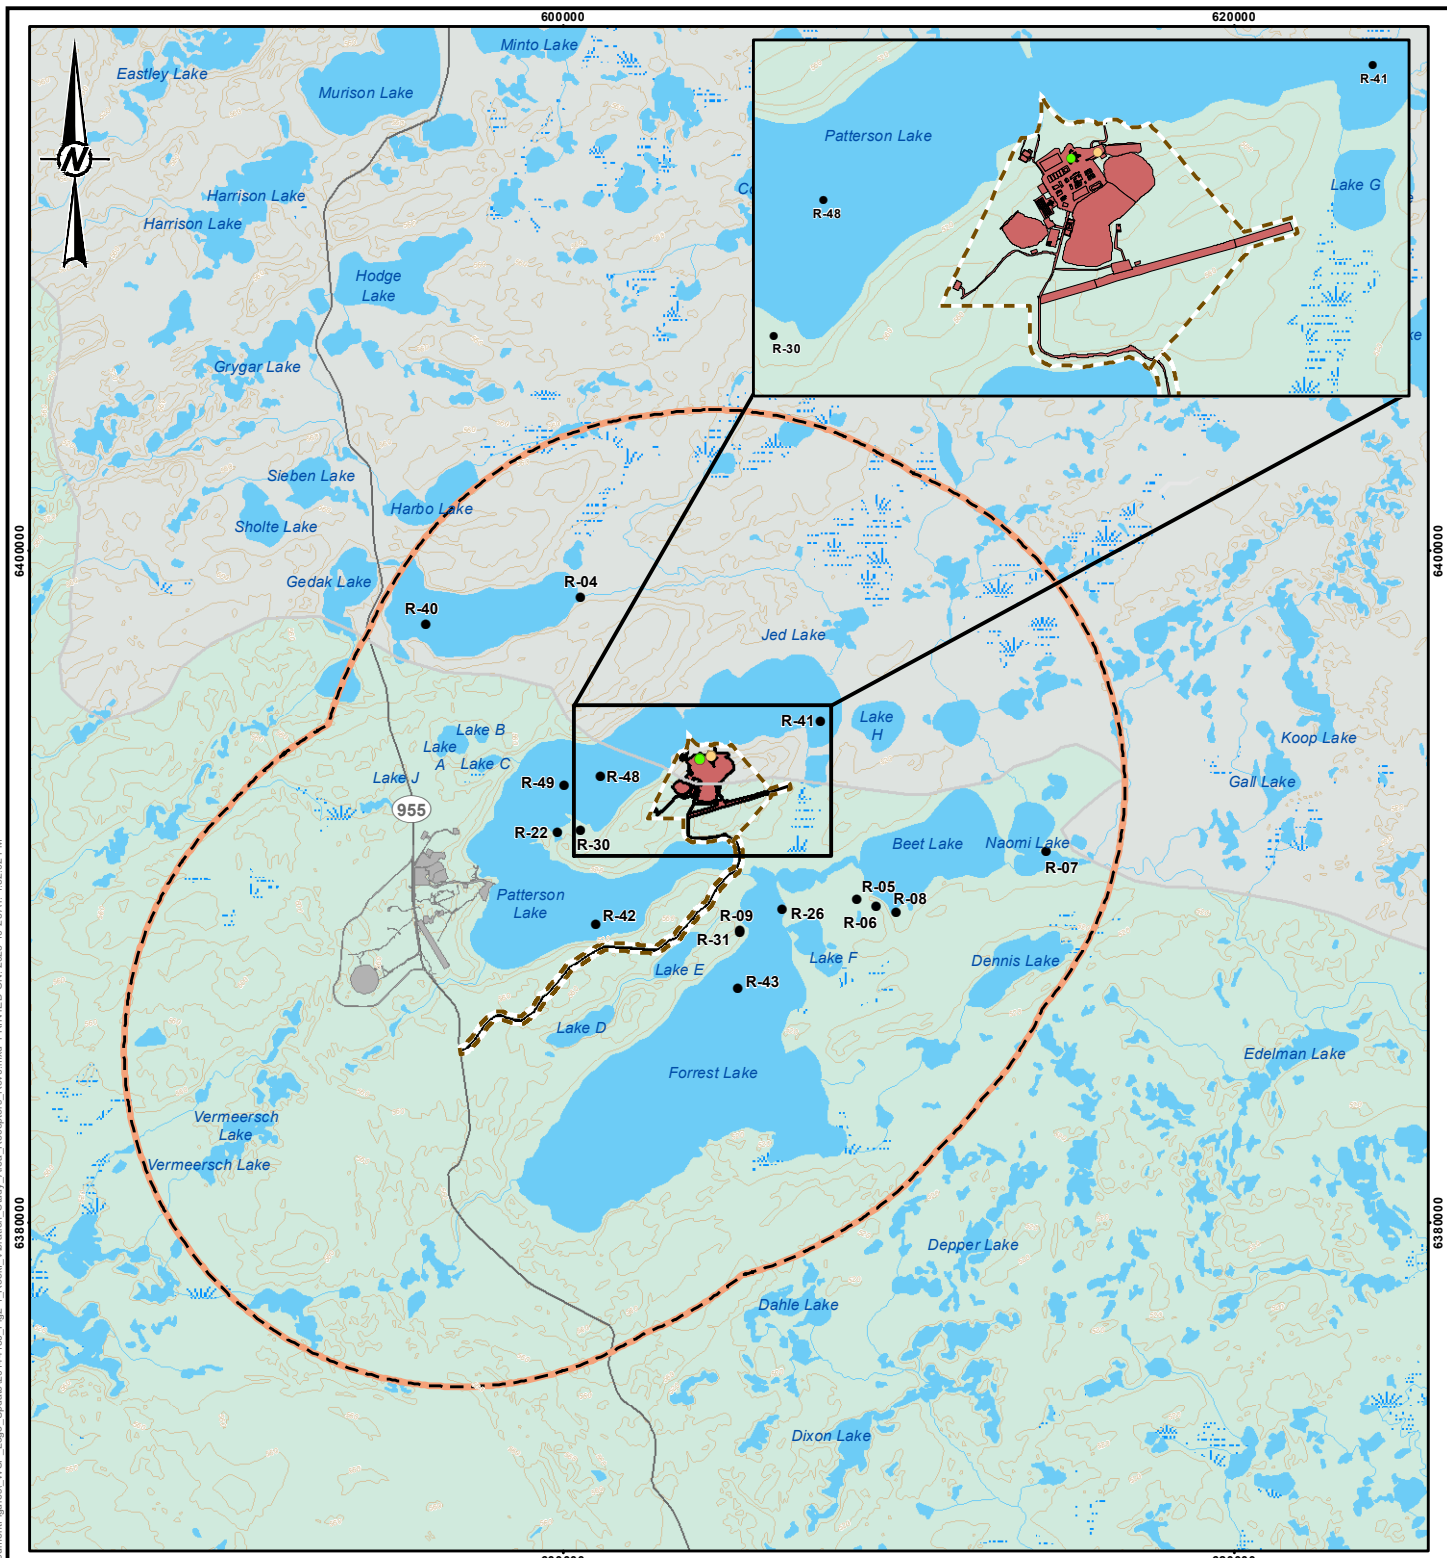 600000
620000
Minto Lake
Eastley Lake
Murison Lake
R-41
Patterson Lake
N
Lake G
Harrison Lake
R-48
Harrison Lake
Hodge
Lake
R-30
Grygar Lake
Sieben Lake
Harbo Lake
Sholte Lake
6400000
6400000
Gedak Lake
R-04
R-40
Jed Lake
R-41
Lake
H
Lake B
Lake
A
Lake C
Lake J
Koop Lake
Gall Lake
R-49
R-48
955
R-22
R-30
Beet Lake
Naomi Lake
R-07
Patterson
Lake
R-05
R-08
R-06
R-42
R-09
R-26
R-31
Lake F
Lake E
Dennis Lake
R-43
Lake D
Edelman Lake
Forrest Lake
Vermeersch
Lake
Vermeersch Lake
6380000
6380000
Depper Lake
Dahle Lake
Dixon Lake